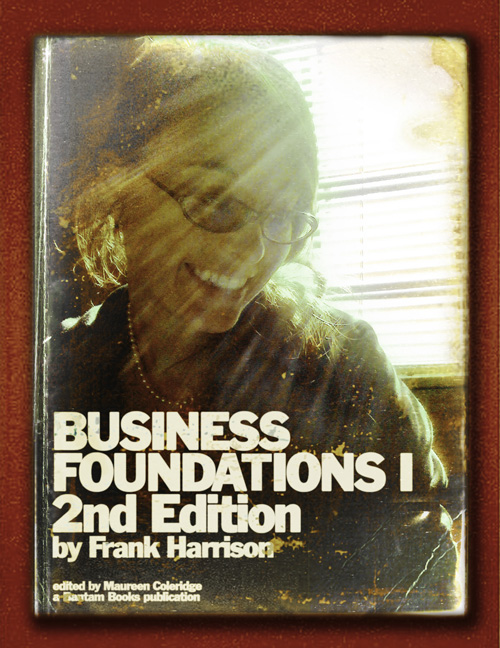 BUSINESS
FOUNDATIONS I
2nd Edition
by Frank Harrison
edited by Maureen Coleridge
a Bantam Books publication